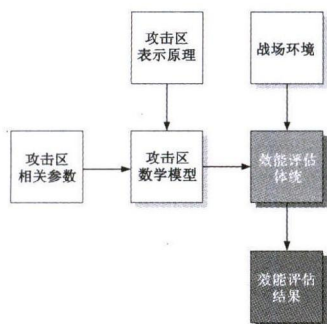 攻击区
表示原理
战场环境
攻击区
相关参数
攻击区
数学模型
效能评估
体统
效能评估
结果